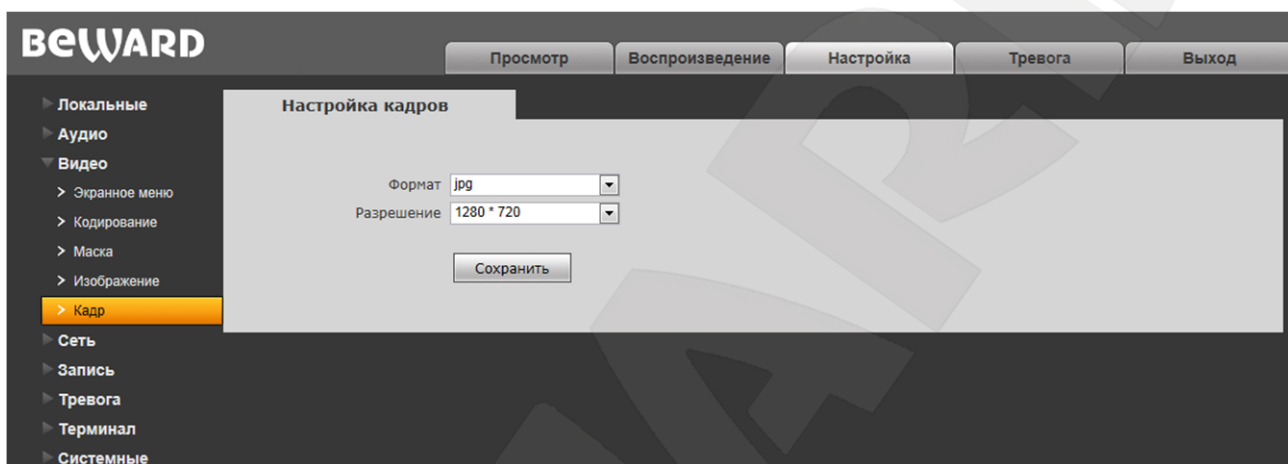 BEWARD
Просмотр Воспроизведение Настройка Тревога Выход
Локальные
Аудио
Видео
Экранное меню
Кодирование
Маска
Изображение
Кадр
Сеть
Запись
Тревога
Терминал
Системные
Настройка кадров
Формат jpg
Разрешение 1280 * 720
Сохранить